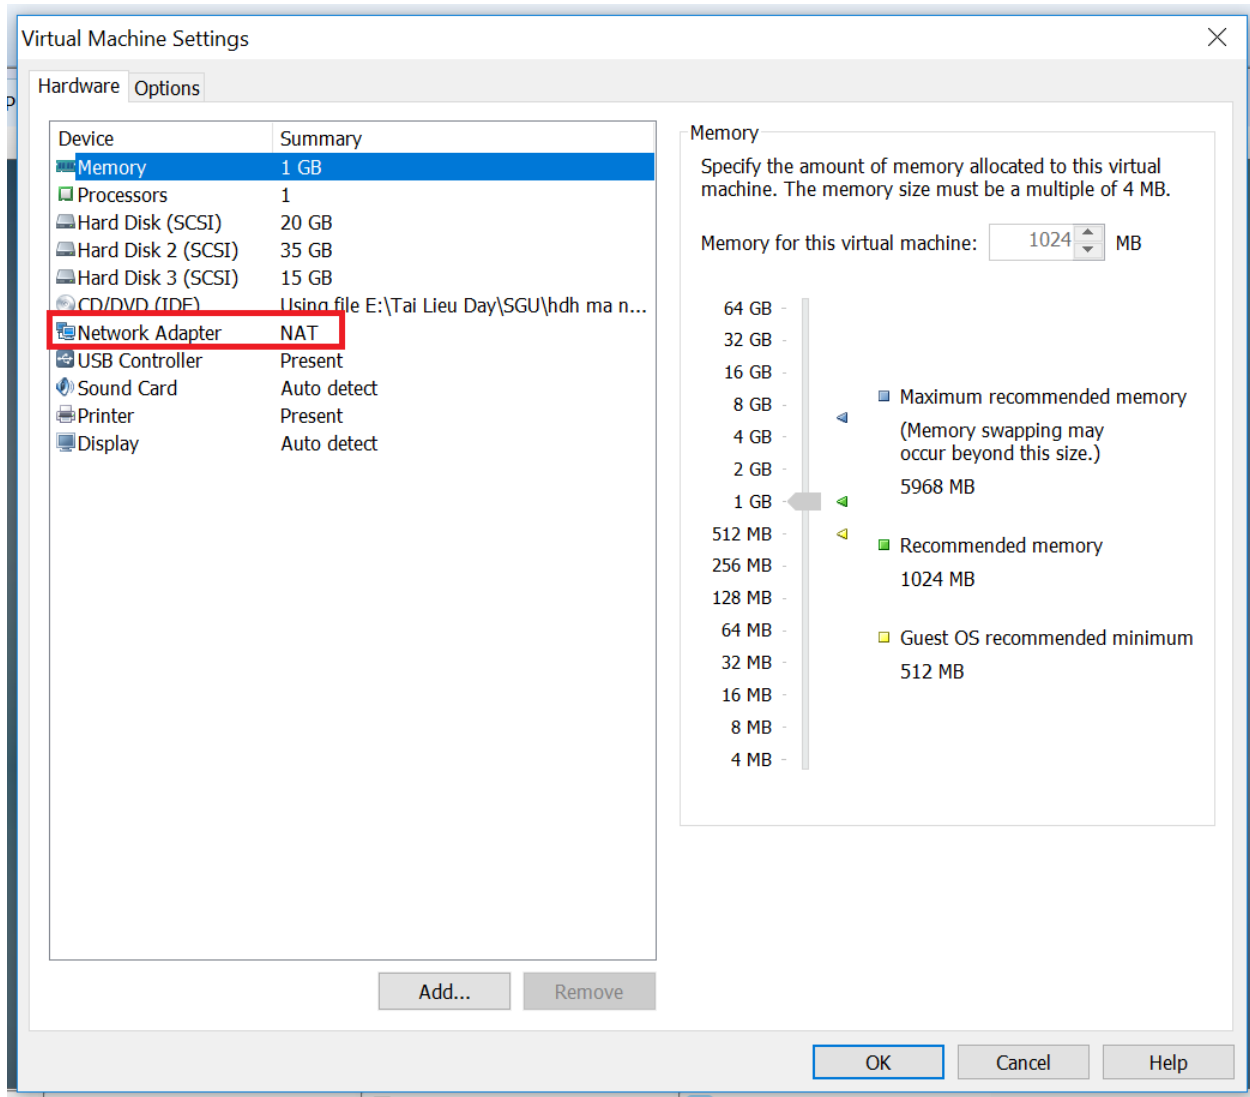 Virtual Machine Settings
Hardware Options
P
Device Summary
Memory 1 GB
Processors 1
Hard Disk (SCSI) 20 GB
Hard Disk 2 (SCSI) 35 GB
Hard Disk 3 (SCSI) 15 GB
CD/DVD (IDE) Using file E:\Tai Lieu Day\SGU\hdh ma n...
Network Adapter NAT
USB Controller Present
Sound Card Auto detect
Printer Present
Display Auto detect
Add... Remove
Memory
Specify the amount of memory allocated to this virtual
machine. The memory size must be a multiple of 4 MB.
Memory for this virtual machine: 1024 MB
64 GB
32 GB
16 GB
8 GB
4 GB
2 GB
1 GB
512 MB
256 MB
128 MB
64 MB
32 MB
16 MB
8 MB
4 MB
Maximum recommended memory
(Memory swapping may
occur beyond this size.)
5968 MB
Recommended memory
1024 MB
Guest OS recommended minimum
512 MB
OK Cancel Help